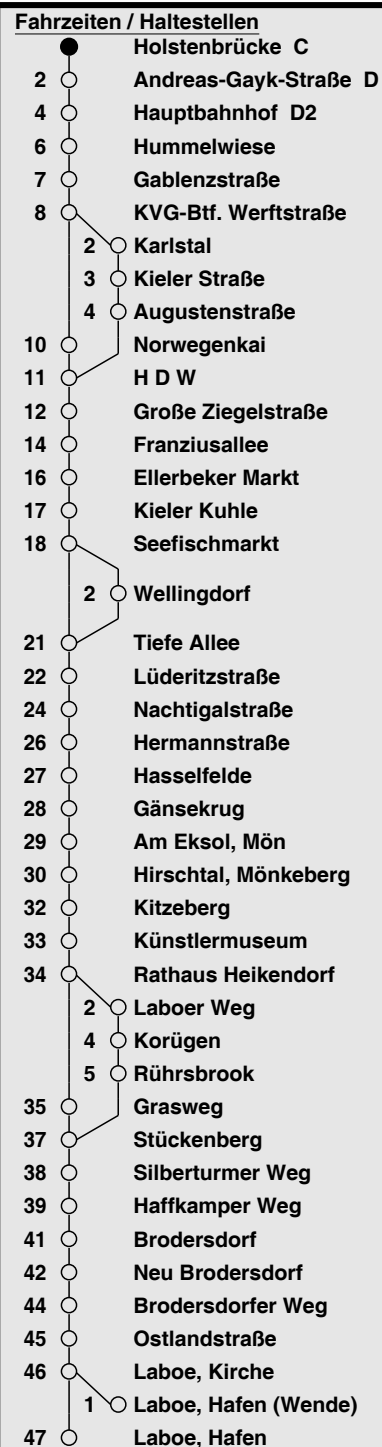 Fahrzeiten / Haltestellen
Holstenbrücke C
2 Andreas-Gayk-Straße D
4 Hauptbahnhof D2
6 Hummelwiese
7 Gablenzstraße
8 KVG-Btf. Werftstraße
2 Karlstal
3 Kieler Straße
4 Augustenstraße
10 Norwegenkai
11 H D W
12 Große Ziegelstraße
14 Franziusallee
16 Ellerbeker Markt
17 Kieler Kuhle
18 Seefischmarkt
2 Wellingdorf
21 Tiefe Allee
22 Lüderitzstraße
24 Nachtigalstraße
26 Hermannstraße
27 Hasselfelde
28 Gänsekrug
29 Am Eksol, Mön
30 Hirschtal, Mönkeberg
32 Kitzeberg
33 Künstlermuseum
34 Rathaus Heikendorf
2 Laboer Weg
4 Korügen
5 Rührsbrook
35 Grasweg
37 Stückenberg
38 Silberturmer Weg
39 Haffkamper Weg
41 Brodersdorf
42 Neu Brodersdorf
44 Brodersdorfer Weg
45 Ostlandstraße
46 Laboe, Kirche
1 Laboe, Hafen (Wende)
47 Laboe, Hafen